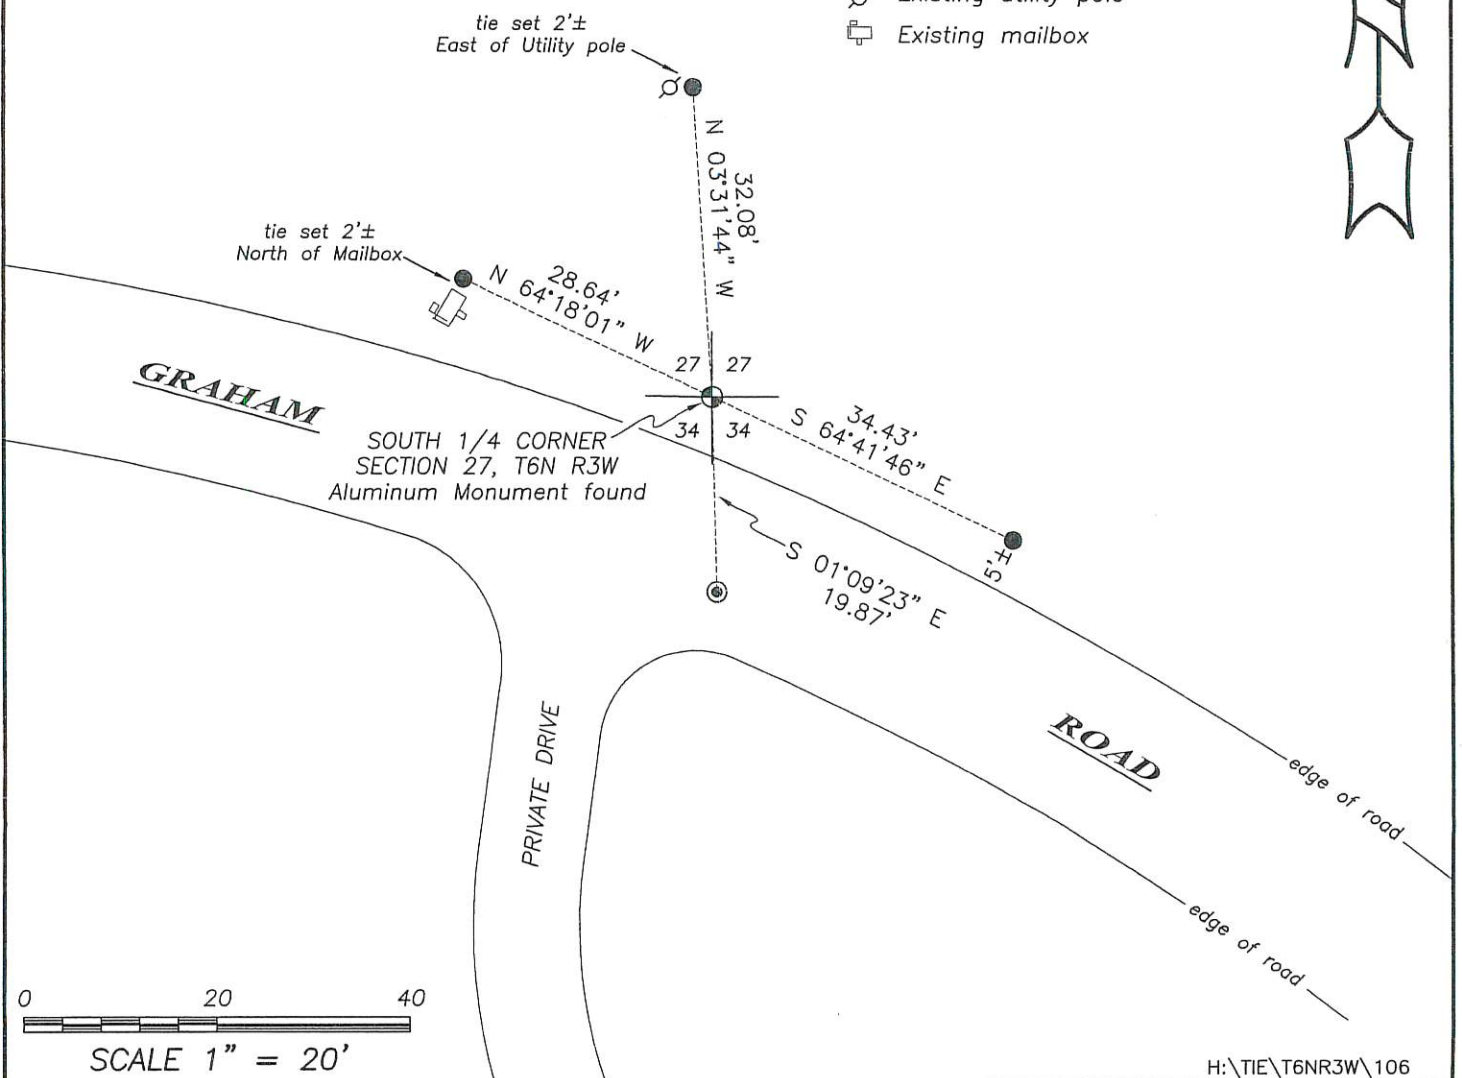 Existing utility pole
Existing mailbox
tie set 2'±
East of Utility pole
N 03°31'44" W
32.08'
tie set 2'±
North of Mailbox
28.64'
N 64°18'01" W
27 27
34 34
GRAHAM
SOUTH 1/4 CORNER
SECTION 27, T6N R3W
Aluminum Monument found
34.43'
S 64°41'46" E
5'±
S 01°09'23" E
19.87'
PRIVATE DRIVE
ROAD
edge of road
edge of road
0 20 40
SCALE 1" = 20'
H:\TIE\T6NR3W\106